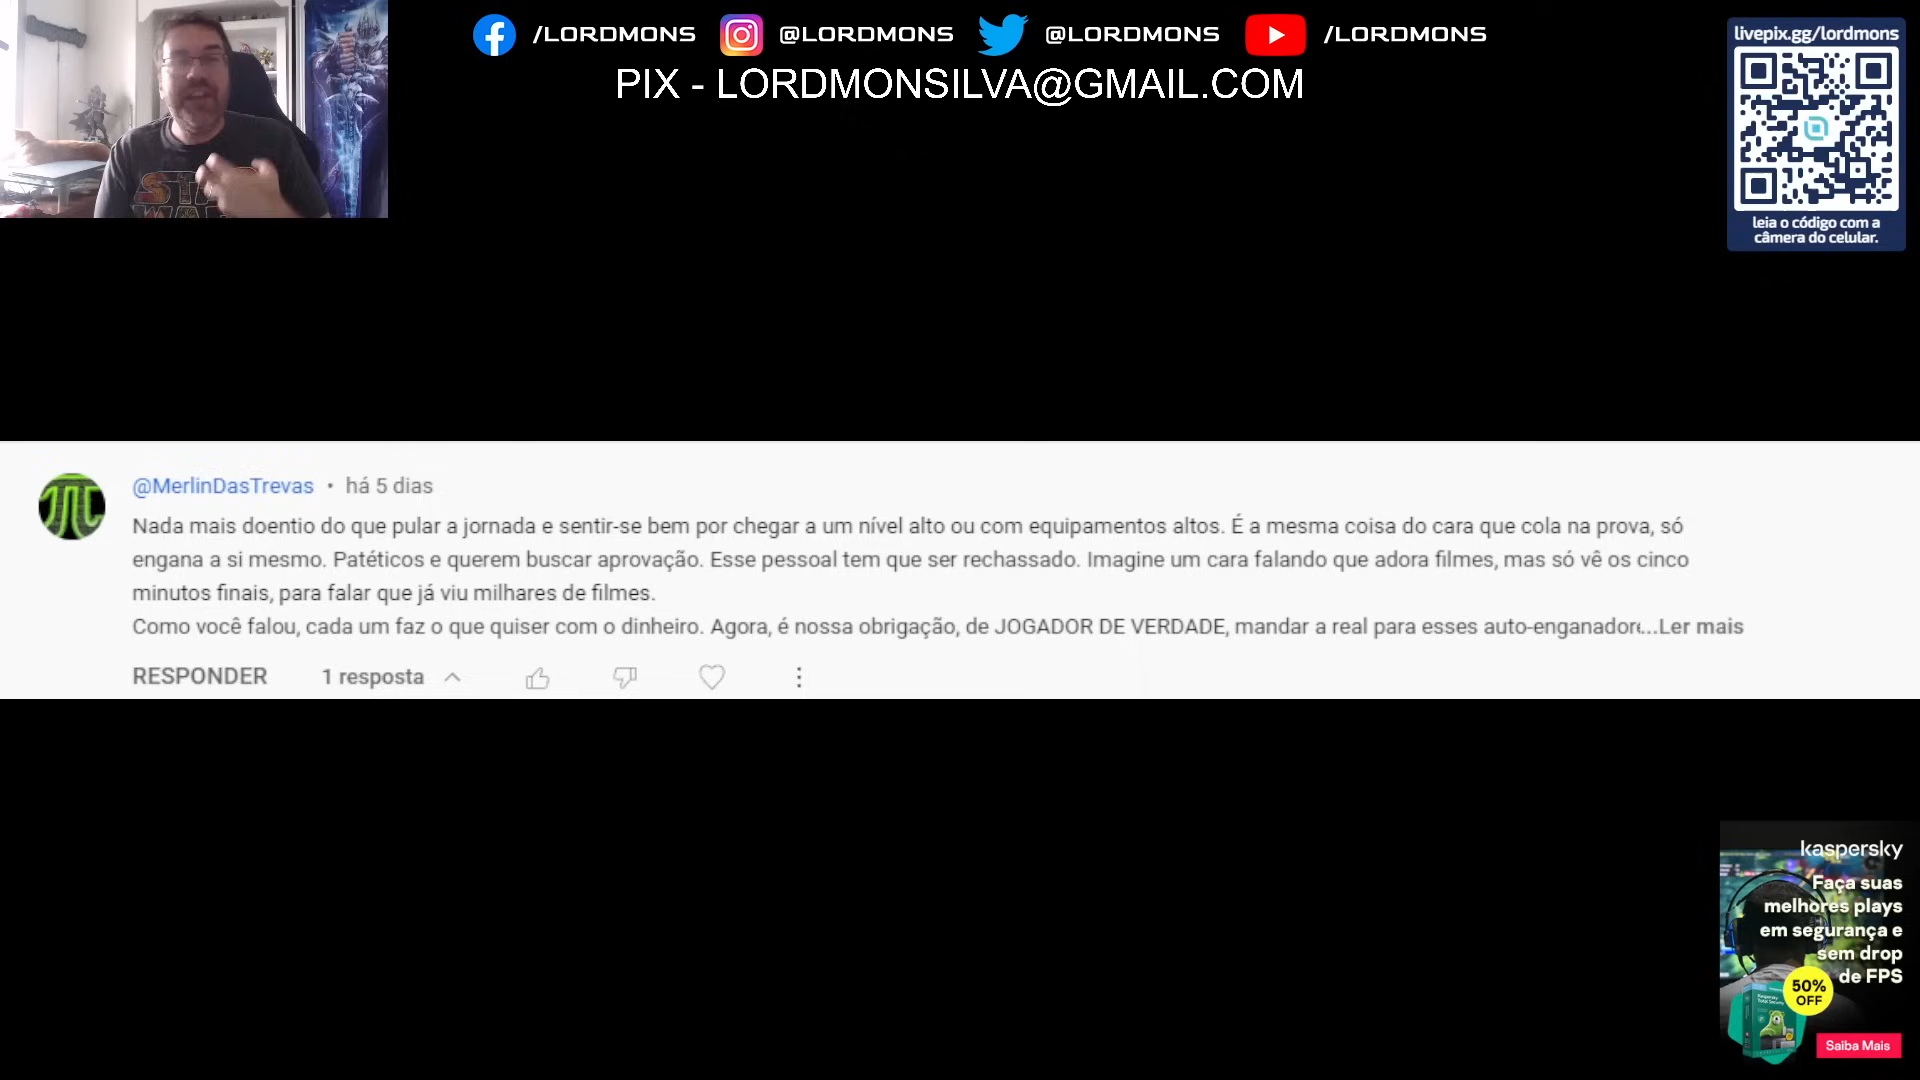 /LORDMONS @LORDMONS @LORDMONS /LORDMONS
PIX - LORDMONSILVA@GMAIL.COM
livepix.gg/lordmons
leia o código com a
câmera do celular.
STAR
@MerlinDasTrevas • há 5 dias
Nada mais doentio do que pular a jornada e sentir-se bem por chegar a um nível alto ou com equipamentos altos. É a mesma coisa do cara que cola na prova, só
engana a si mesmo. Patéticos e querem buscar aprovação. Esse pessoal tem que ser rechassado. Imagine um cara falando que adora filmes, mas só vê os cinco
minutos finais, para falar que já viu milhares de filmes.
Como você falou, cada um faz o que quiser com o dinheiro. Agora, é nossa obrigação, de JOGADOR DE VERDADE, mandar a real para esses auto-enganador...Ler mais
RESPONDER 1 resposta
kaspersky
Faça suas
melhores plays
em segurança e
sem drop
de FPS
50%
OFF
Saiba Mais